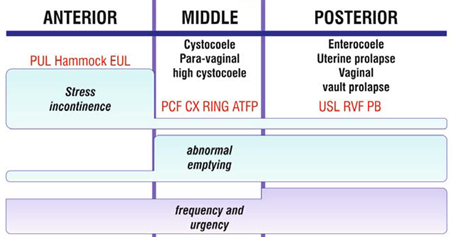 ANTERIOR MIDDLE POSTERIOR
Cystocoele
Para-vaginal
high cystocoele
Enterocoele
Uterine prolapse
Vaginal
vault prolapse
PUL Hammock EUL
PCF CX RING ATFP
USL RVF PB
Stress
incontinence
abnormal
emptying
frequency and
urgency